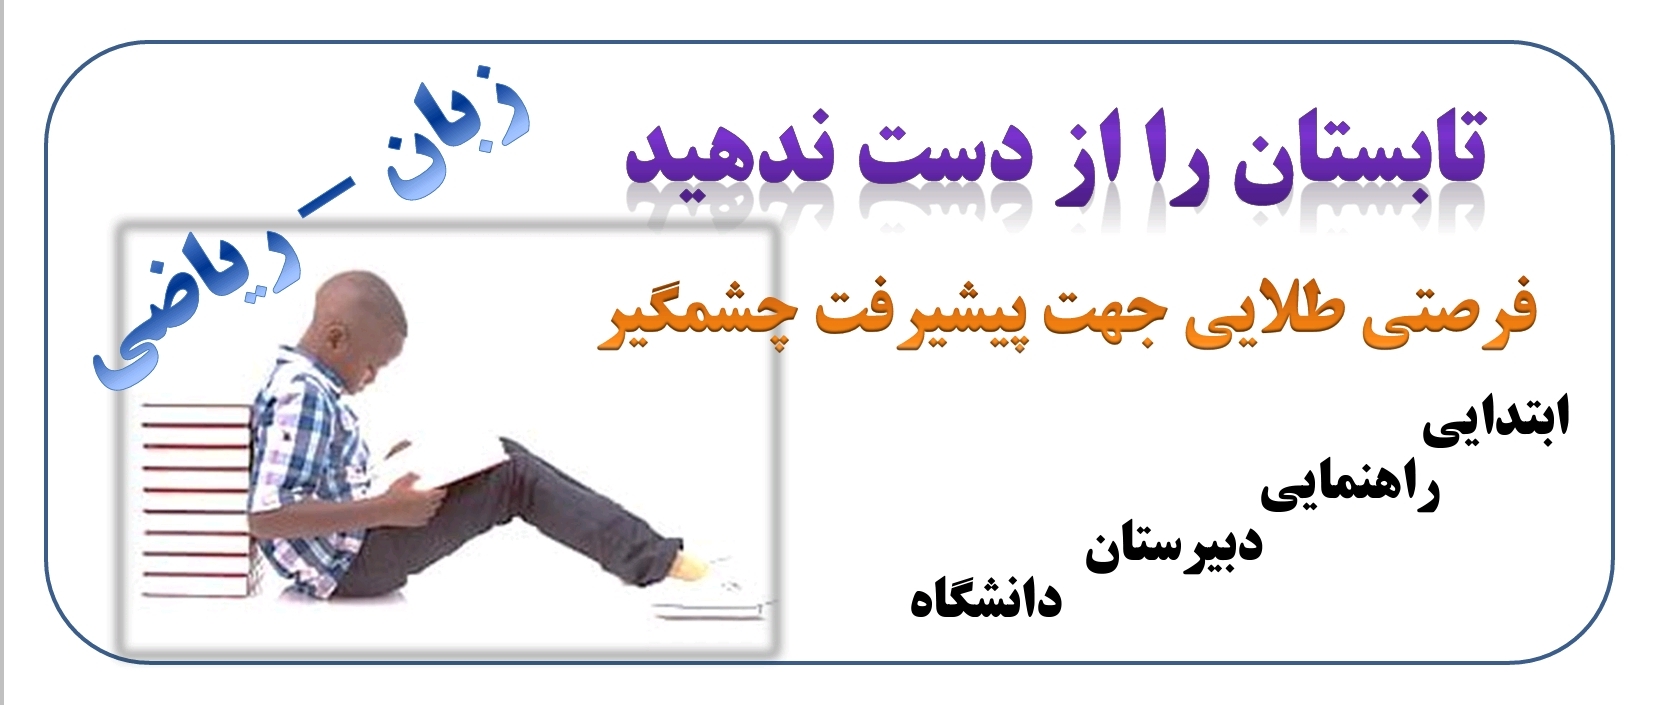 تابستان را از دست ندهید
زبان – ریاضی
فرصتی طلایی جهت پیشرفت چشمگیر
ابتدایی
راهنمایی
دبیرستان
دانشگاه